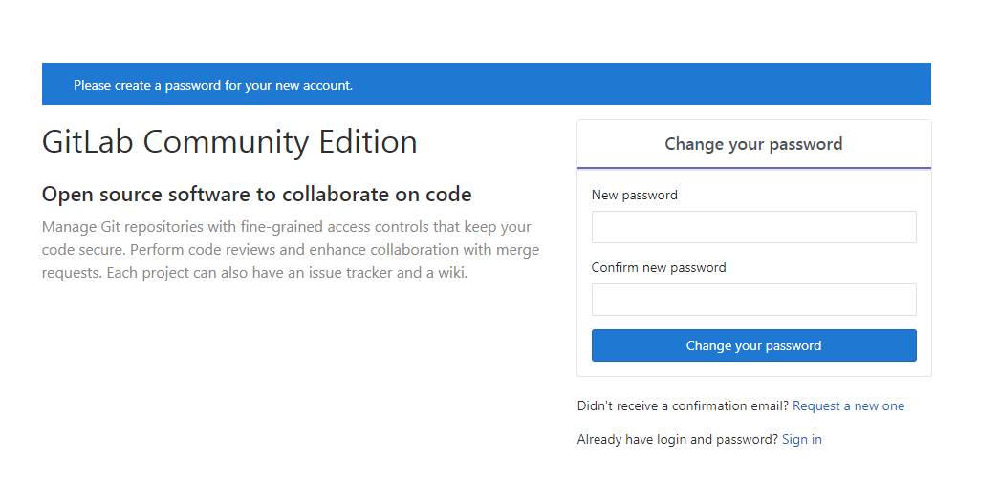 Please create a password for your new account.
GitLab Community Edition
Open source software to collaborate on code
Manage Git repositories with fine-grained access controls that keep your
code secure. Perform code reviews and enhance collaboration with merge
requests. Each project can also have an issue tracker and a wiki.
Change your password
New password
Confirm new password
Change your password
Didn't receive a confirmation email? Request a new one
Already have login and password? Sign in